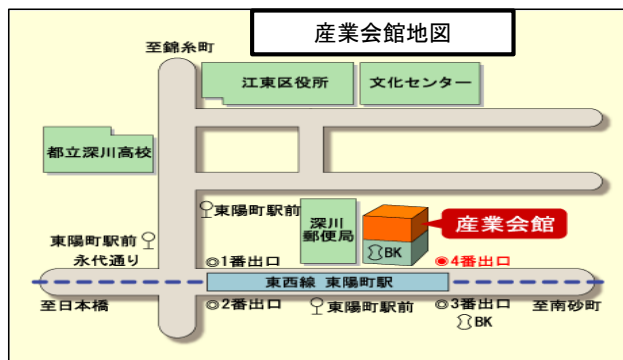 産業会館地図
至錦糸町
江東区役所
文化センター
都立深川高校
東陽町駅前
深川
郵便局
産業会館
BK
東陽町駅前
永代通り
◎1番出口
◉4番出口
東西線 東陽町駅
至日本橋
◎2番出口
東陽町駅前
◎3番出口
至南砂町
BK